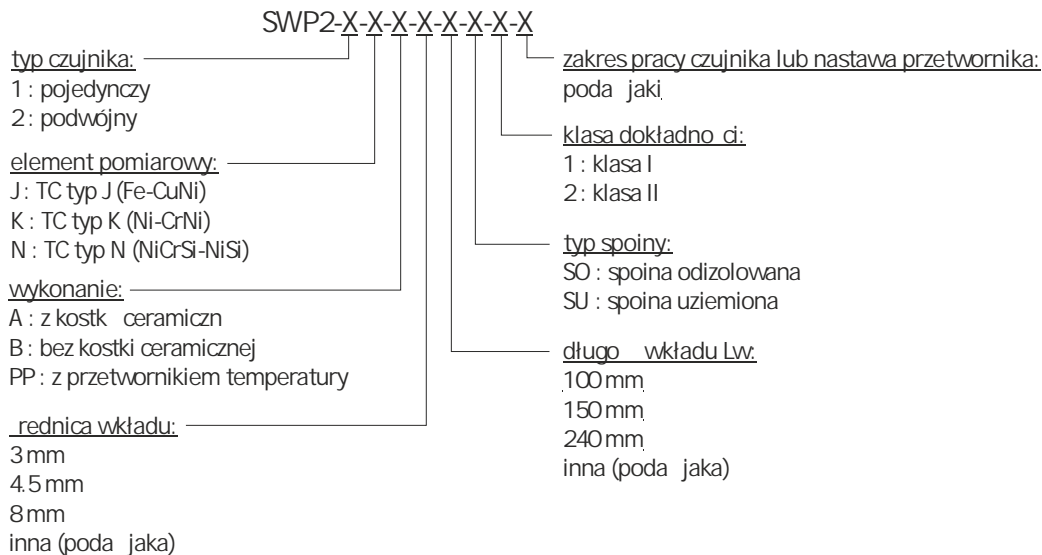 SWP2-X-X-X-X-X-X-X-X
typ czujnika:
1 : pojedynczy
2 : podwójny
element pomiarowy:
J : TC typ J (Fe-CuNi)
K : TC typ K (Ni-CrNi)
N : TC typ N (NiCrSi-NiSi)
wykonanie:
A : z kostk ceramiczn
B : bez kostki ceramicznej
PP : z przetwornikiem temperatury
rednica wkładu:
3 mm
4.5 mm
8 mm
inna (poda jaka)
zakres pracy czujnika lub nastawa przetwornika:
poda jaki
klasa dokładno ci:
1 : klasa I
2 : klasa II
typ spoiny:
SO : spoina odizolowana
SU : spoina uziemiona
długo wkładu Lw:
100 mm
150 mm
240 mm
inna (poda jaka)